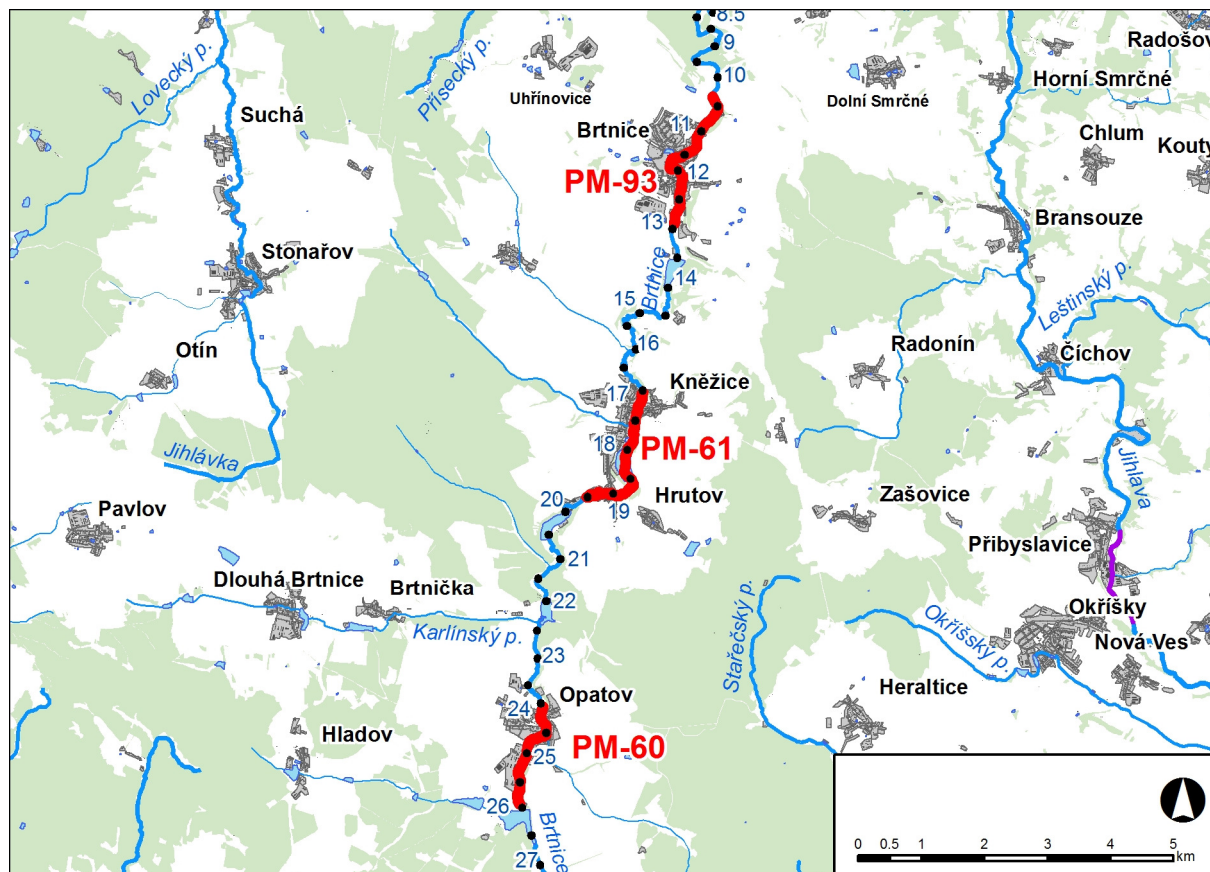 8.5
Radošov
9
Lovecký p.
Přísecký p.
10
Uhřínovice
Dolní Smrčné
Horní Smrčné
Suchá
Brtnice
11
Chlum
Kouty
12
PM-93
13
Bransouze
Stonařov
Brtnice
14
Leštinský p.
15
16
Otín
Radonín
Číchov
17
Kněžice
18
PM-61
Jihlávka
Jihlava
20
19
Hrutov
Zašovice
Pavlov
Přibyslavice
21
Dlouhá Brtnice
Brtnička
22
Karlínský p.
Stařečský p.
Okříšský p.
Okříšky
Nová Ves
23
Opatov
24
Heraltice
Hladov
25
PM-60
26
Brtnice
27
0 0.5 1 2 3 4 5
km